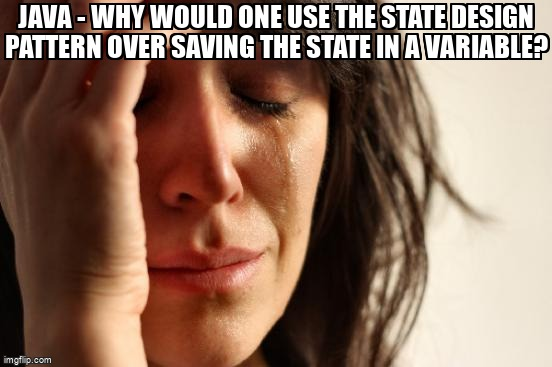 JAVA - WHY WOULD ONE USE THE STATE DESIGN
PATTERN OVER SAVING THE STATE IN A VARIABLE?
imgflip.com